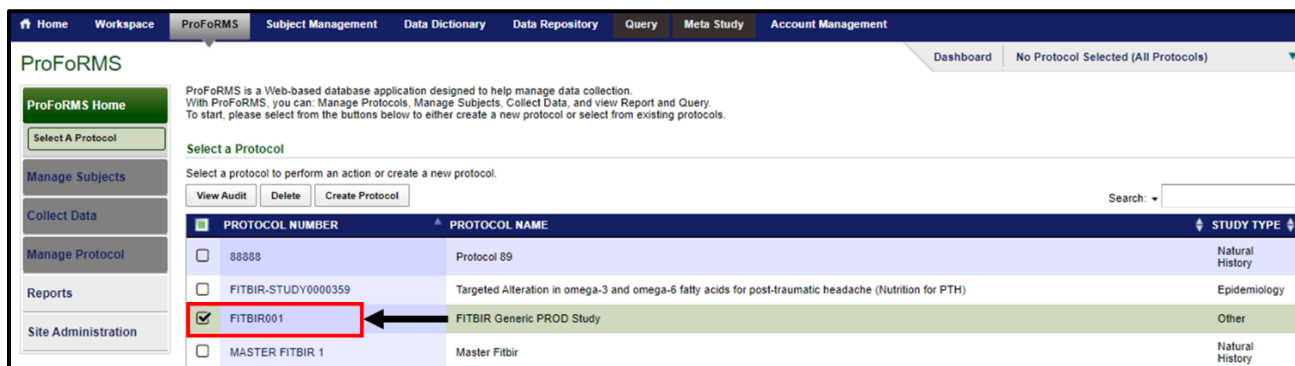 Home Workspace ProFoRMS Subject Management Data Dictionary Data Repository Query Meta Study Account Management
Dashboard No Protocol Selected (All Protocols)
ProFoRMS
ProFoRMS Home
Select A Protocol
Manage Subjects
Collect Data
Manage Protocol
Reports
Site Administration
ProFoRMS is a Web-based database application designed to help manage data collection.
With ProFoRMS, you can: Manage Protocols, Manage Subjects, Collect Data, and view Report and Query.
To start, please select from the buttons below to either create a new protocol or select from existing protocols.
Select a Protocol
Select a protocol to perform an action or create a new protocol.
View Audit Delete Create Protocol
Search:
PROTOCOL NUMBER PROTOCOL NAME STUDY TYPE
88888 Protocol 89 Natural
History
FITBIR-STUDY0000359 Targeted Alteration in omega-3 and omega-6 fatty acids for post-traumatic headache (Nutrition for PTH) Epidemiology
FITBIR001 FITBIR Generic PROD Study Other
MASTER FITBIR 1 Master Fitbir Natural
History